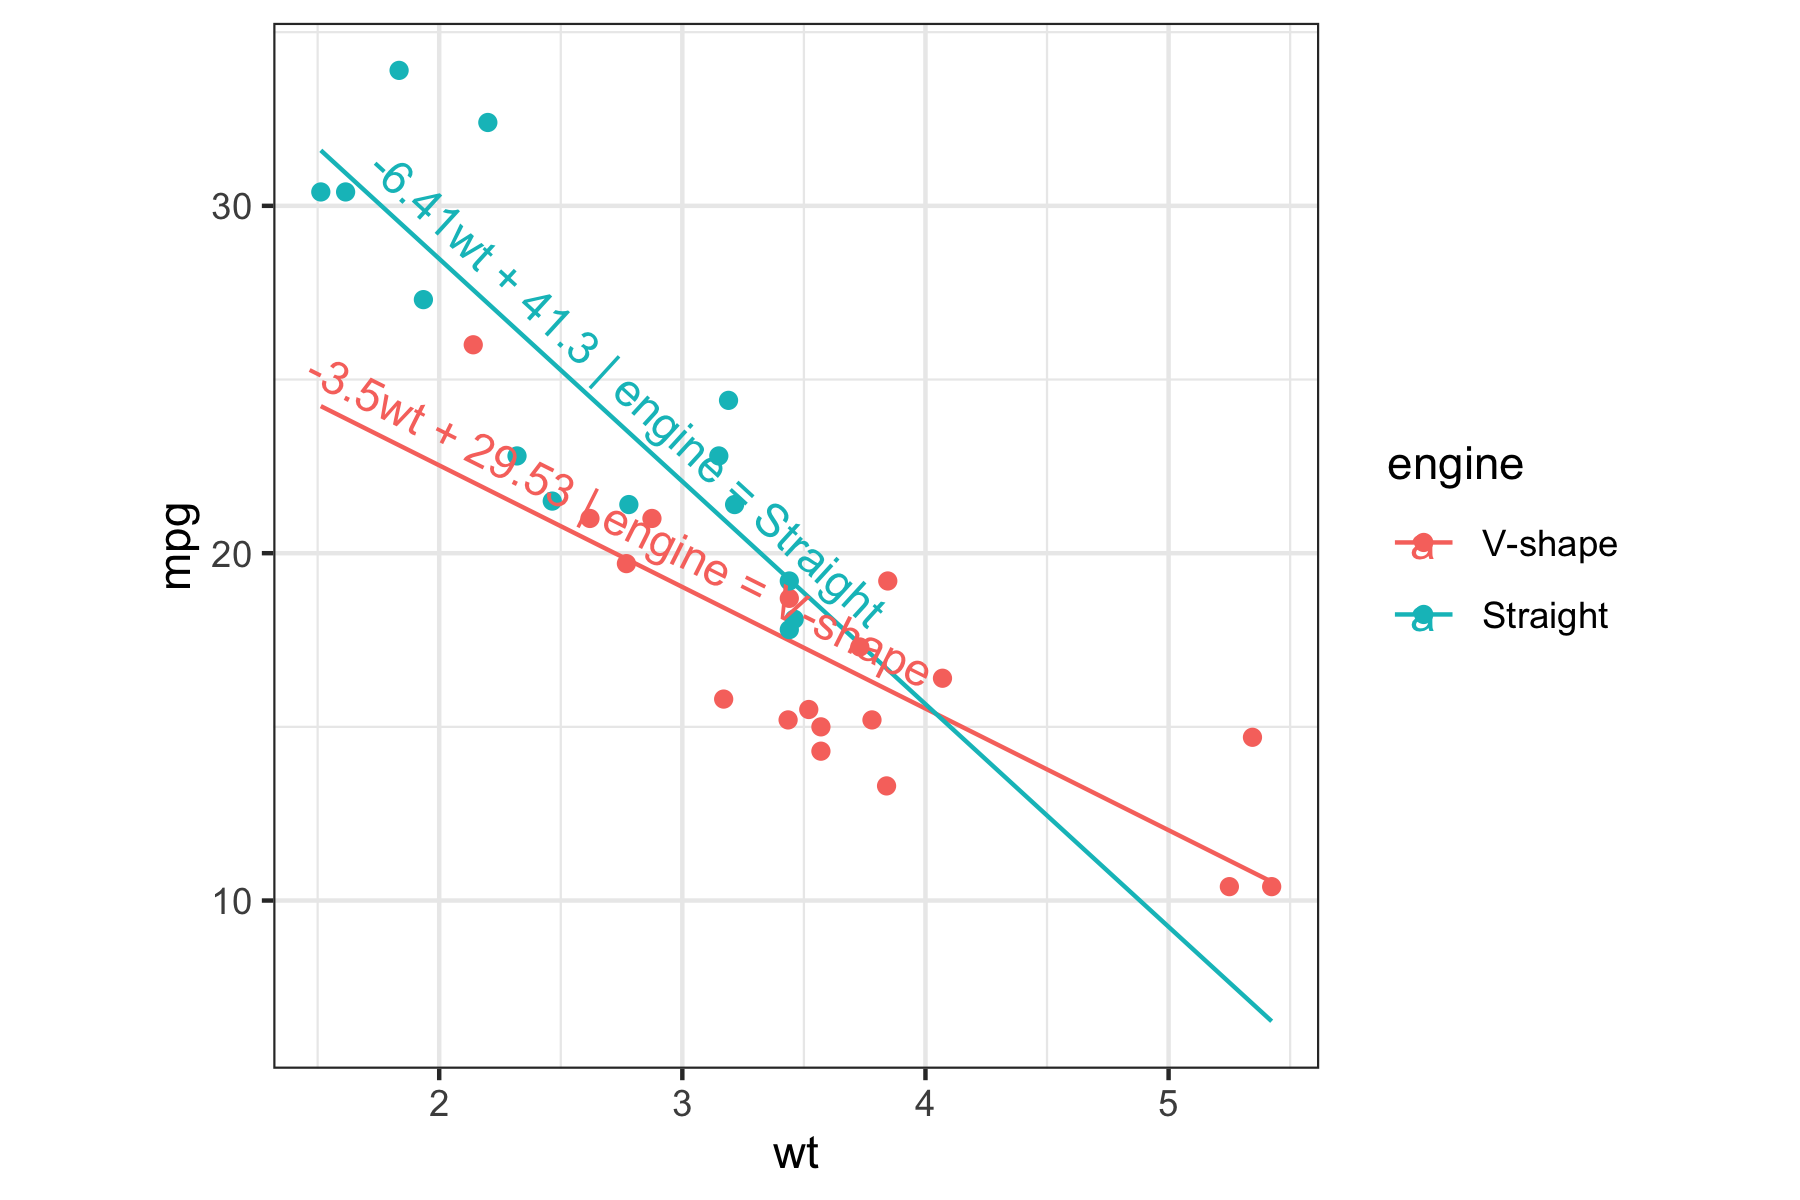 30
20
10
mpg
-6.41wt + 41.3 | engine = Straight
-3.5wt + 29.53 | engine = V-shape
2 3 4 5
wt
engine
a V-shape
a Straight